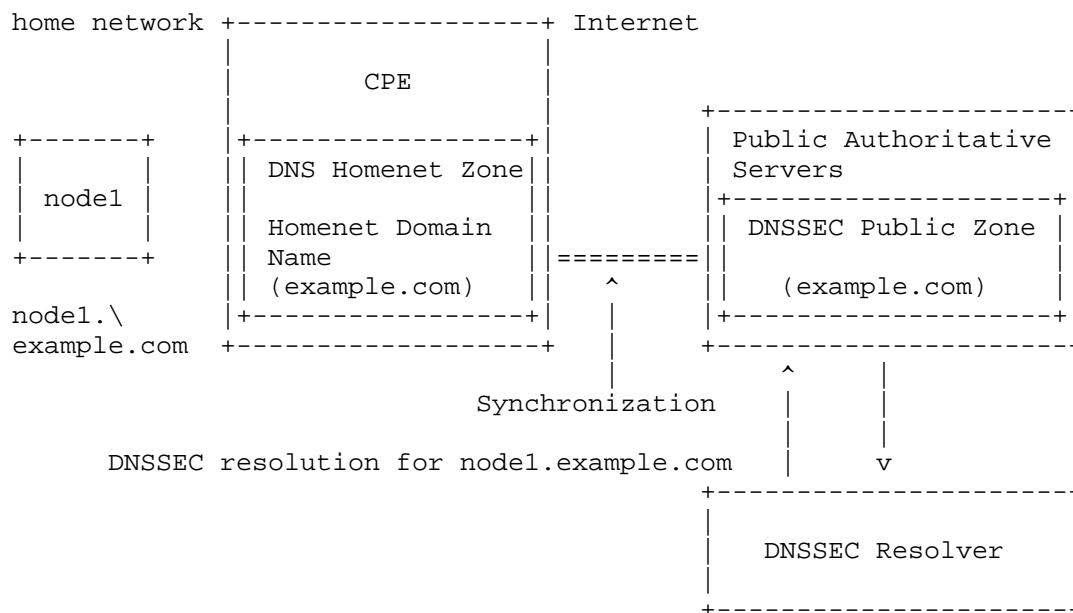 home network Internet
CPE
Public Authoritative
Servers
DNS Homenet Zone
node1
DNSSEC Public Zone
Homenet Domain
Name
=========
(example.com)
^
(example.com)
node1.\
example.com
^
Synchronization
DNSSEC resolution for node1.example.com
v
DNSSEC Resolver